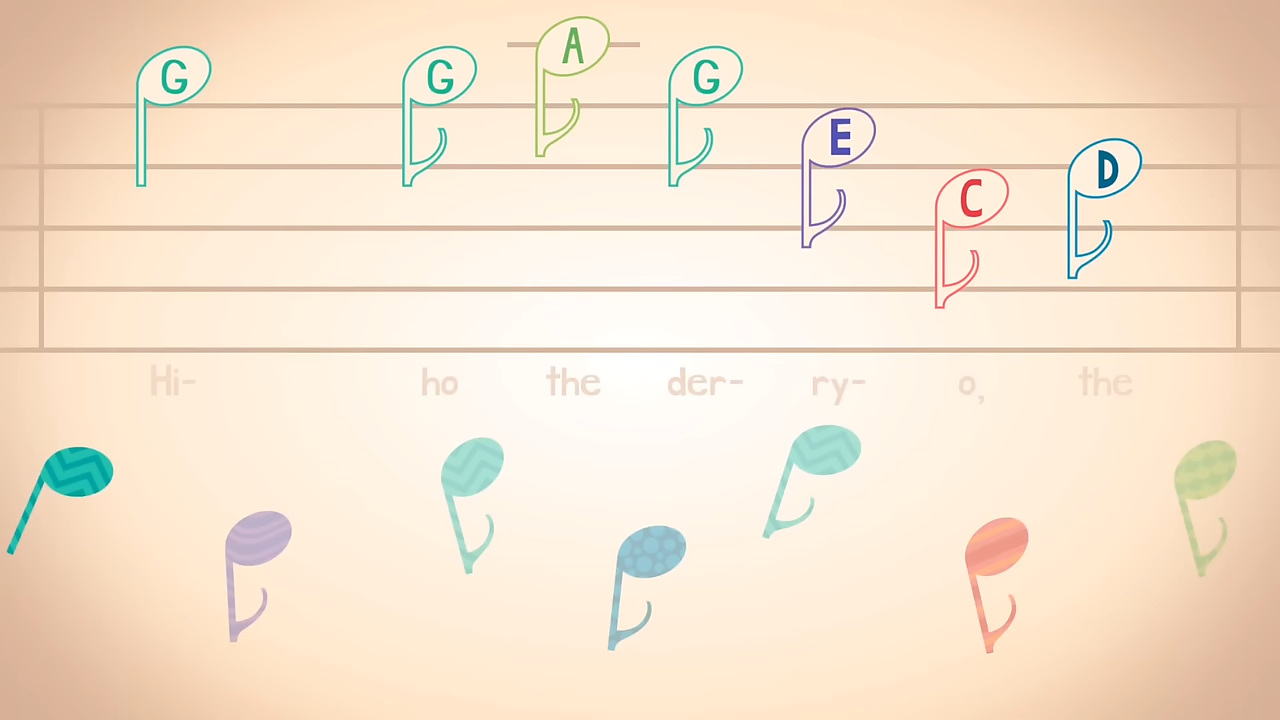 G G A G E C D
Hi- ho the der- ry- o, the